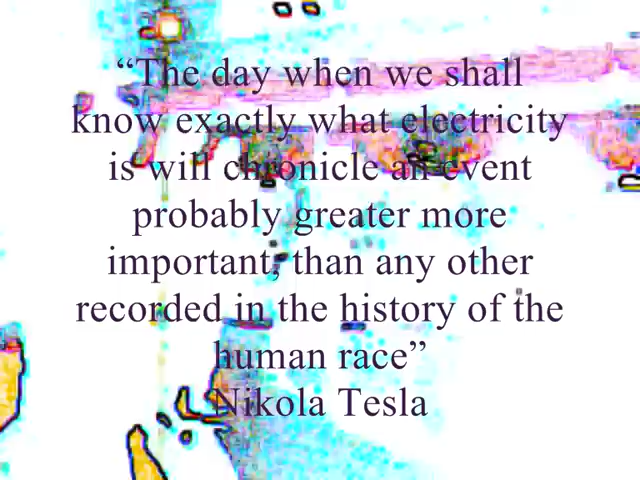 “The day when we shall
know exactly what electricity
is will chronicle an event
probably greater more
important, than any other
recorded in the history of the
human race”
Nikola Tesla